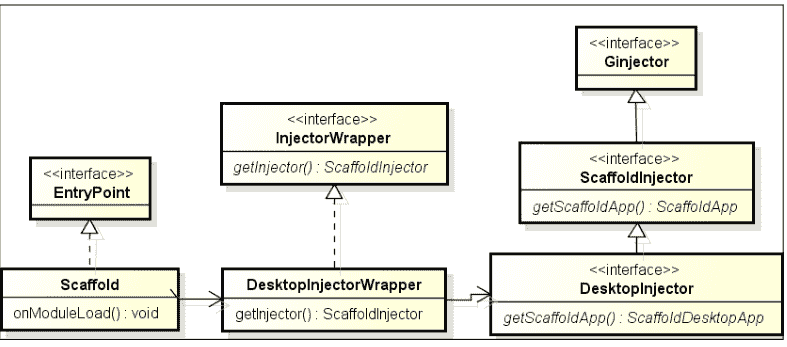 <<interface>>
Ginjector
<<interface>>
InjectorWrapper
getInjector() : ScaffoldInjector
<<interface>>
EntryPoint
<<interface>>
ScaffoldInjector
getScaffoldApp() : ScaffoldApp
Scaffold
onModuleLoad() : void
DesktopInjectorWrapper
getInjector() : ScaffoldInjector
<<interface>>
DesktopInjector
getScaffoldApp() : ScaffoldDesktopApp